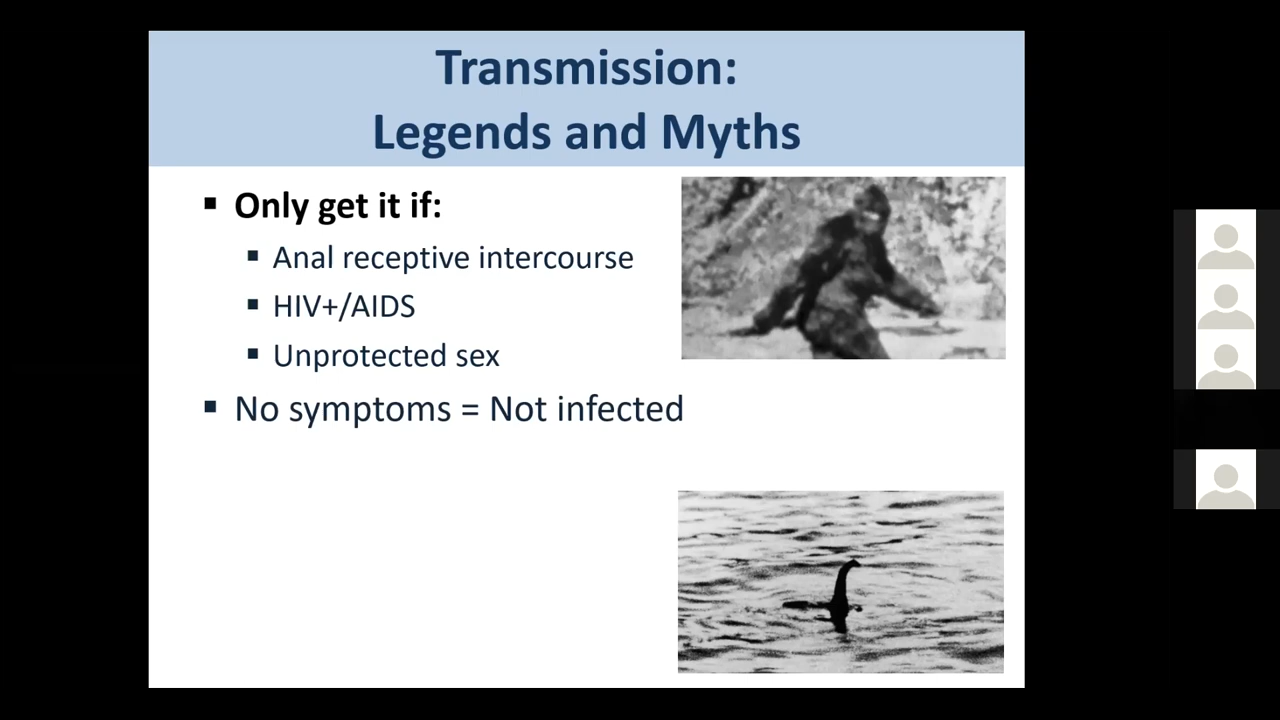 Transmission:
Legends and Myths
▪ Only get it if:
▪ Anal receptive intercourse
▪ HIV+/AIDS
▪ Unprotected sex
▪ No symptoms = Not infected